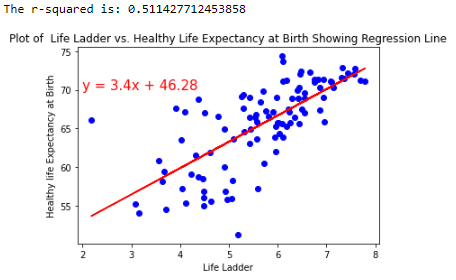 The r-squared is: 0.511427712453858
Plot of  Life Ladder vs. Healthy Life Expectancy at Birth Showing Regression Line
75
70
65
60
55
Healthy life Expectancy at Birth
y = 3.4x + 46.28
2 3 4 5 6 7 8
Life Ladder